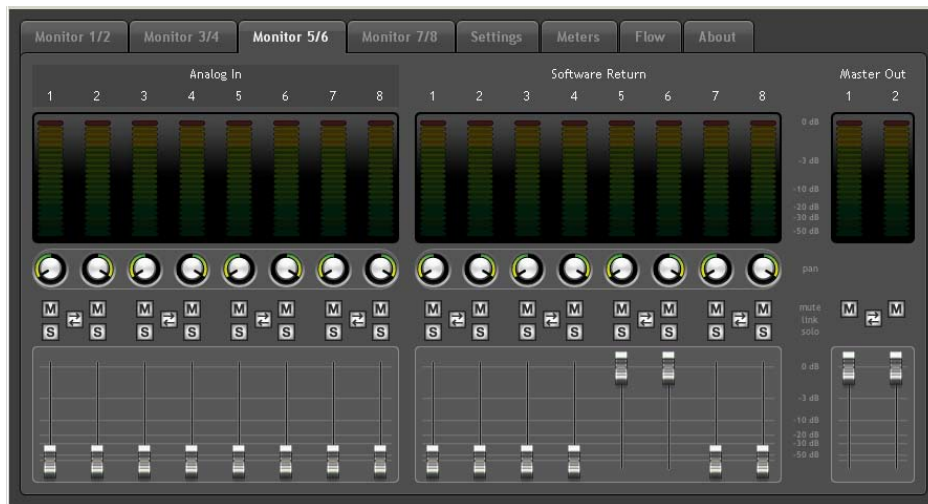 Monitor 1/2 Monitor 3/4 Monitor 5/6 Monitor 7/8 Settings Meters Flow About
Analog In Software Return Master Out
1 2 3 4 5 6 7 8 1 2 3 4 5 6 7 8 1 2
0 dB
-3 dB
-10 dB
-20 dB
-30 dB
-50 dB
pan
M M M M M M M M M M M M M M M M mute M M
link
S S S S S S S S S S S S S S S S solo
0 dB
-3 dB
-10 dB
-20 dB
-30 dB
-50 dB